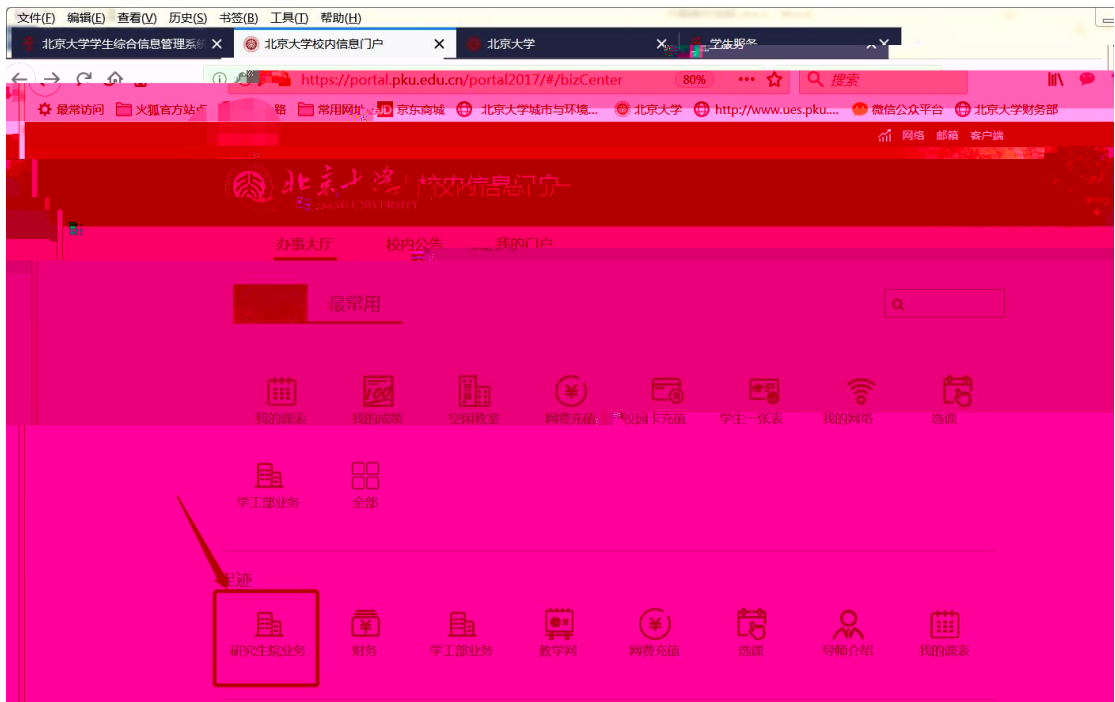 文件(F) 编辑(E) 查看(V) 历史(S) 书签(B) 工具(T) 帮助(H)
北京大学学生综合信息管理系统 北京大学校内信息门户 北京大学
https://portal.pku.edu.cn/portal2017/#/bizCenter 80% 搜索
最常访问 火狐官方站点 常用网址 京东商城 北京大学城市与环境... 北京大学 http://www.ues.pku.... 微信公众平台 北京大学财务部
网络 邮箱 客户端
北京大学 校内信息门户
办事大厅 校内公告 我的门户
最常用
我的课表 我的成绩 空闲教室 网费充值 校园卡充值 学生一张表 我的网络 选课
学工部业务 全部
足迹
研究生院业务 财务 学工部业务 教学网 网费充值 选课 导师介绍 我的课表